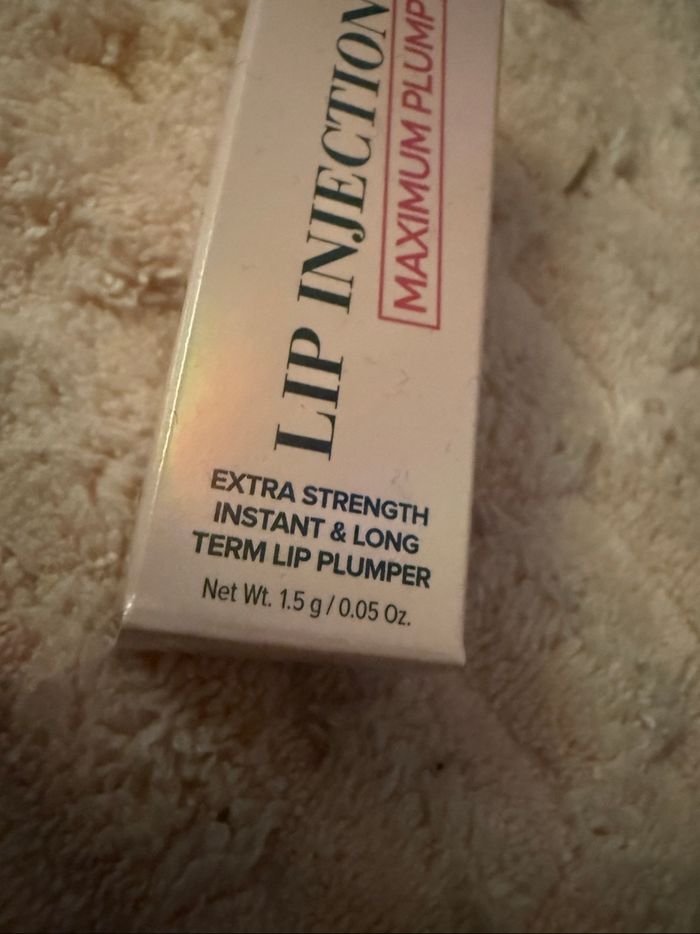 LIP INJECTION
MAXIMUM PLUMP
EXTRA STRENGTH
INSTANT & LONG
TERM LIP PLUMPER
Net Wt. 1.5 g / 0.05 Oz.